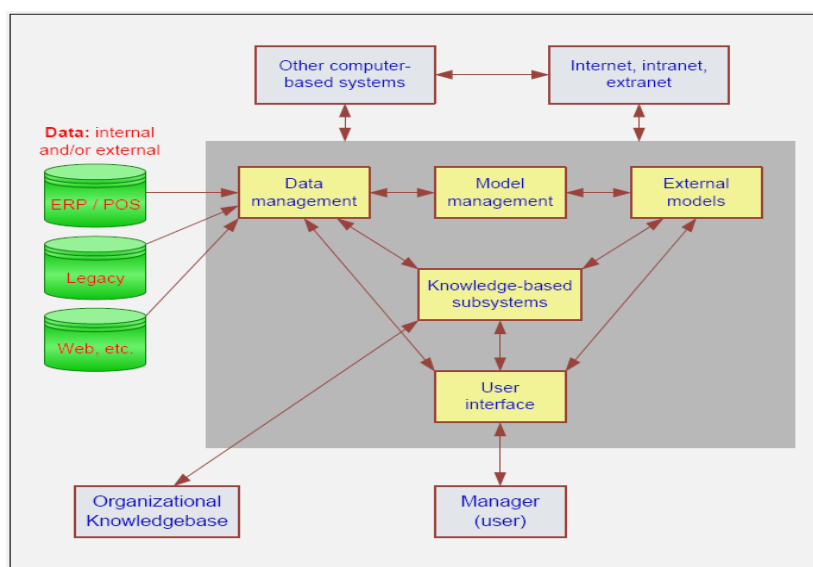 Other computer-
based systems
Internet, intranet,
extranet
Data: internal
and/or external
ERP / POS
Legacy
Web, etc.
Data
management
Model
management
External
models
Knowledge-based
subsystems
User
interface
Organizational
Knowledgebase
Manager
(user)